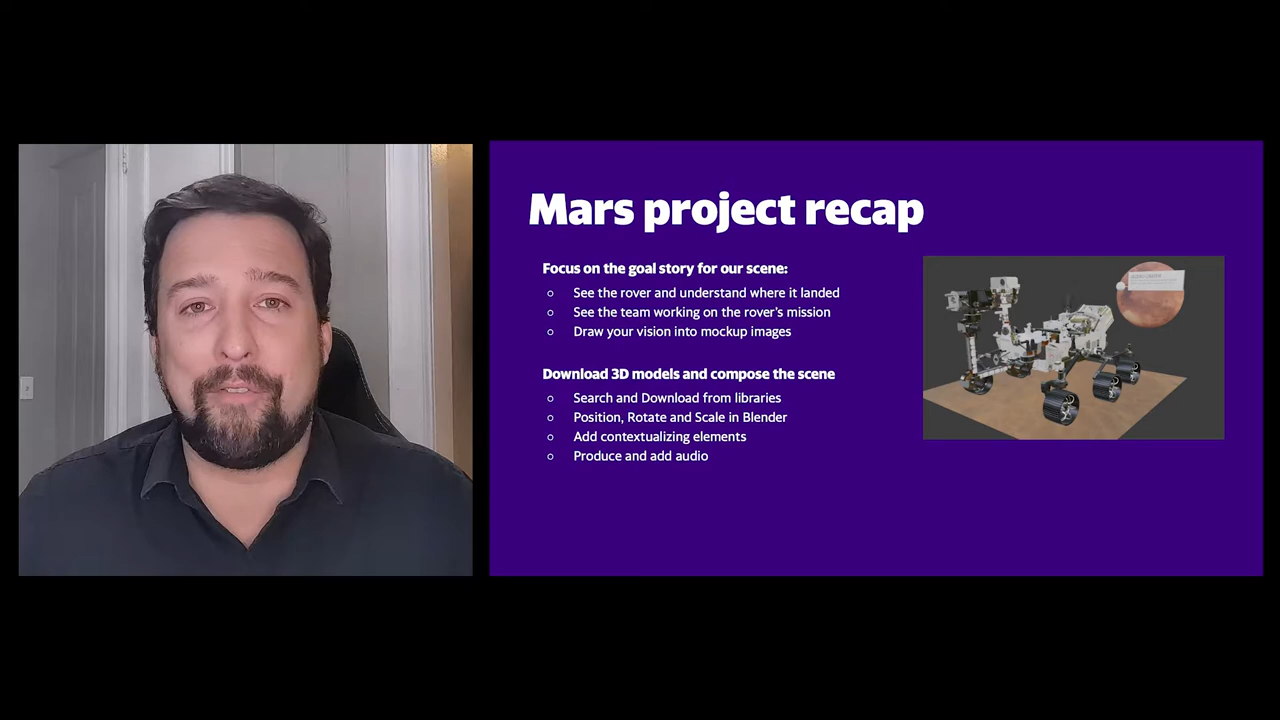 Mars project recap
Focus on the goal story for our scene:
See the rover and understand where it landed
See the team working on the rover's mission
Draw your vision into mockup images
Download 3D models and compose the scene
Search and Download from libraries
Position, Rotate and Scale in Blender
Add contextualizing elements
Produce and add audio